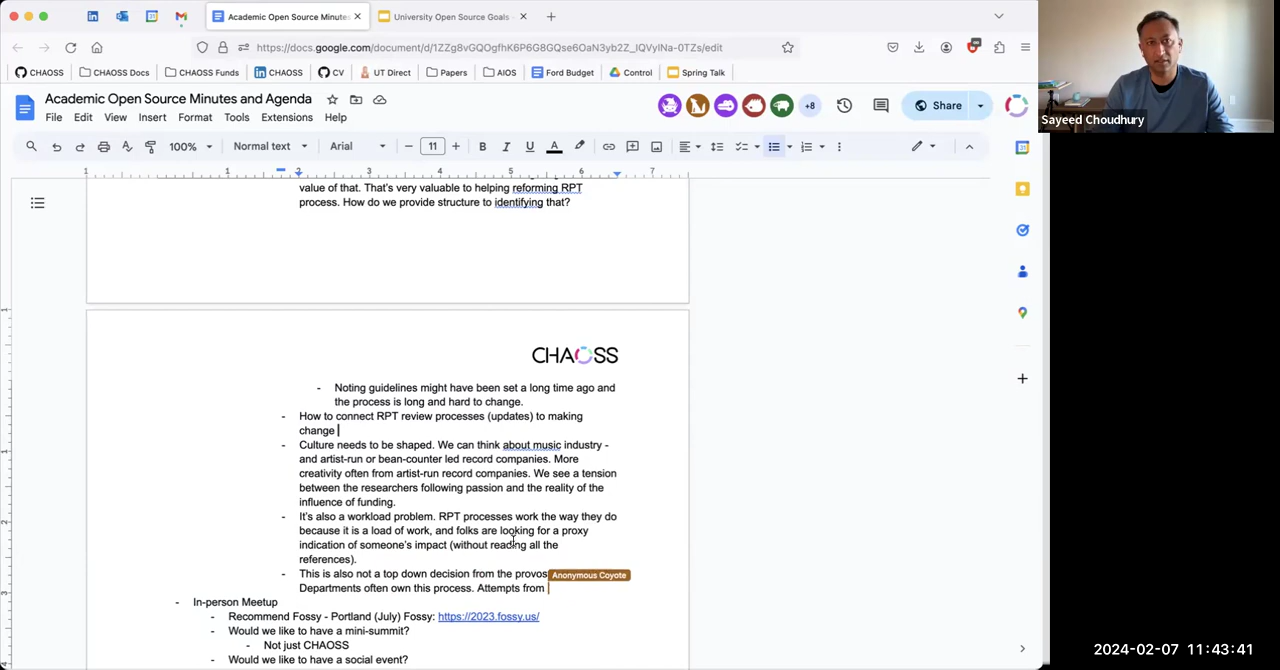 Academic Open Source Minutes
University Open Source Goals -
https://docs.google.com/document/d/1ZZg8vGQOgfhK6P6G8GQse6OaN3yb2Z_IQVyINa-0TZs/edit
CHAOSS
CHAOSS Docs
CHAOSS Funds
CHAOSS
CV
UT Direct
Papers
AIOS
Ford Budget
Control
Spring Talk
Academic Open Source Minutes and Agenda
File Edit View Insert Format Tools Extensions Help
+8
Share
100% Normal text Arial 11 B I U A
1 1 2 3 4 5 6 7
value of that. That's very valuable to helping reforming RPT
process. How do we provide structure to identifying that?
CHAOSS
- Noting guidelines might have been set a long time ago and
the process is long and hard to change.
- How to connect RPT review processes (updates) to making
change
- Culture needs to be shaped. We can think about music industry -
and artist-run or bean-counter led record companies. More
creativity often from artist-run record companies. We see a tension
between the researchers following passion and the reality of the
influence of funding.
- It's also a workload problem. RPT processes work the way they do
because it is a load of work, and folks are looking for a proxy
indication of someone's impact (without reading all the
references).
- This is also not a top down decision from the provos
Anonymous Coyote
Departments often own this process. Attempts from
- In-person Meetup
- Recommend Fossy - Portland (July) Fossy: https://2023.fossy.us/
- Would we like to have a mini-summit?
- Not just CHAOSS
- Would we like to have a social event?
Sayeed Choudhury
2024-02-07 11:43:41